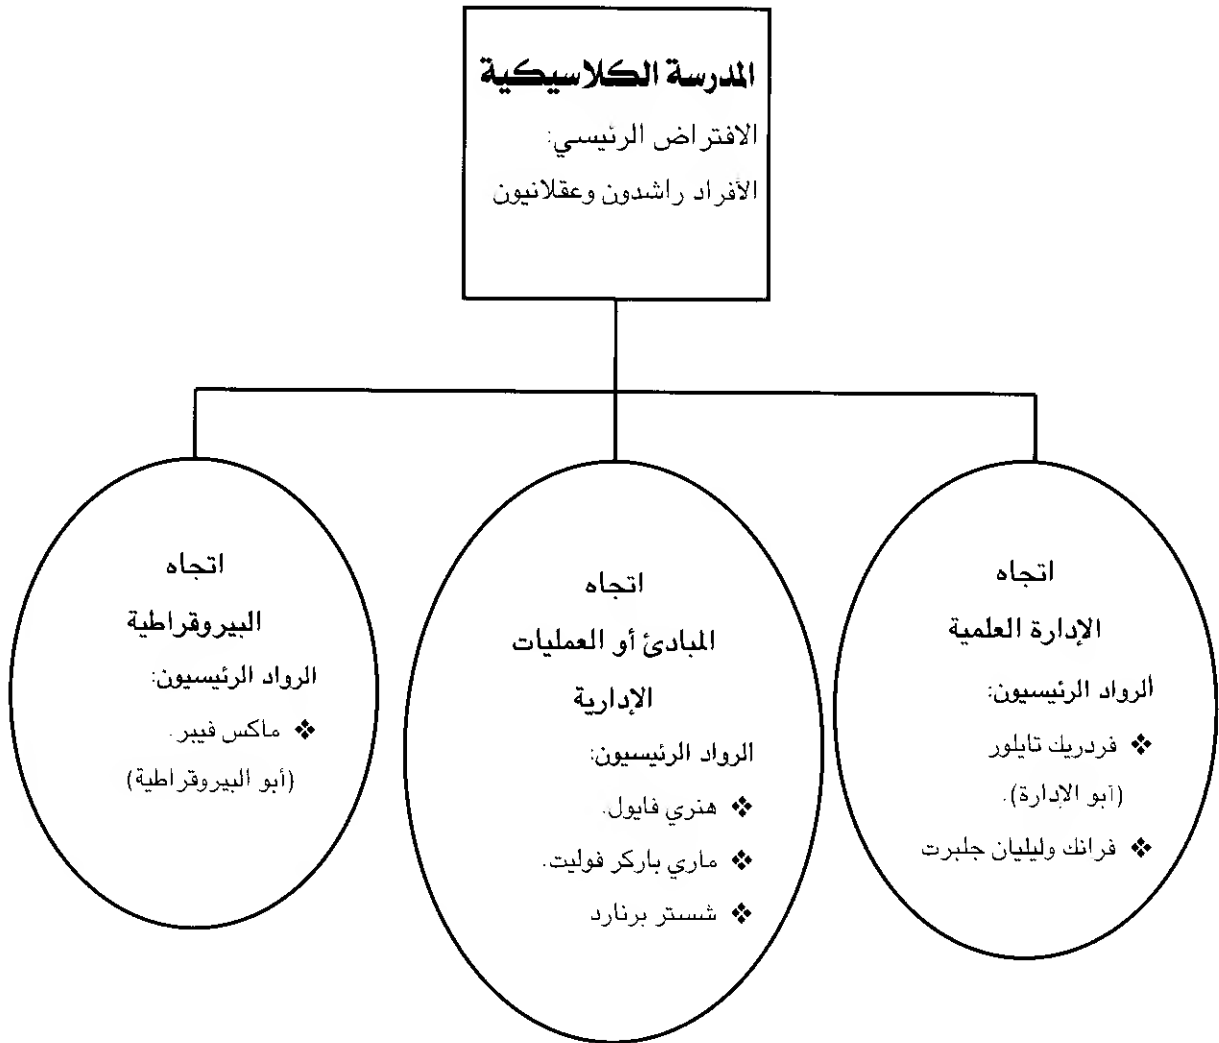 المدرسة الكلاسيكية
الافتراض الرئيسي:
الأفراد راشدون وعقلانيون
اتجاه
الإدارة العلمية
الرواد الرئيسيون:
❖ فردريك تايلور
(أبو الإدارة).
❖ فرانك وليليان جلبرت
اتجاه
المبادئ أو العمليات
الإدارية
الرواد الرئيسيون:
❖ هنري فايول.
❖ ماري باركر فوليت.
❖ شستر برنارد
اتجاه
البيروقراطية
الرواد الرئيسيون:
❖ ماكس فيبر.
(أبو البيروقراطية)